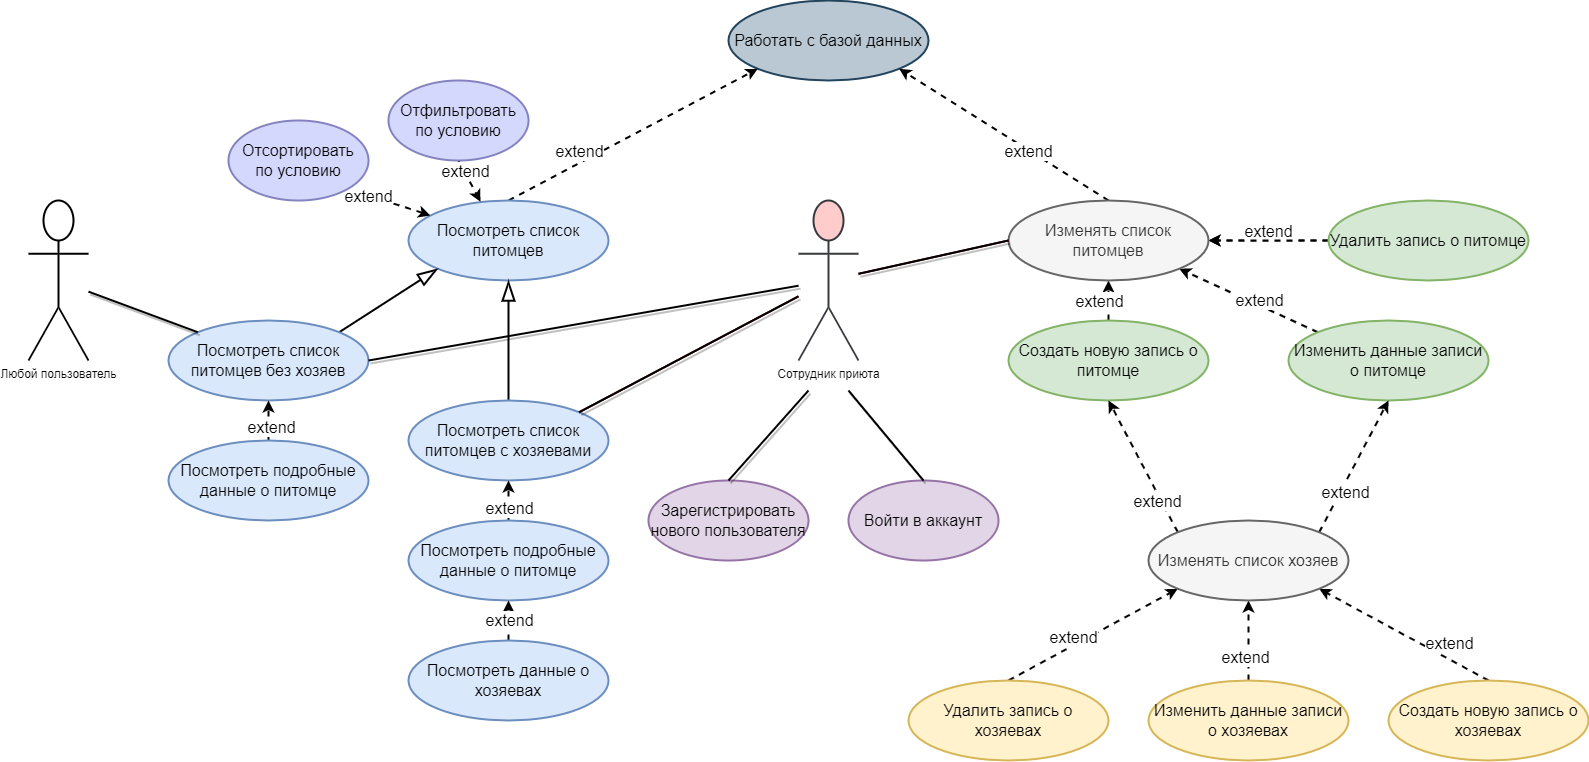 Работать с базой данных
Отфильтровать
по условию
Отсортировать
по условию
extend
extend
extend
extend
Посмотреть список
питомцев
Изменять список
питомцев
extend
Удалить запись о питомце
extend
extend
Посмотреть список
питомцев без хозяев
Создать новую запись о
питомце
Изменить данные записи
о питомце
Любой пользователь
Сотрудник приюта
extend
Посмотреть список
питомцев с хозяевами
Посмотреть подробные
данные о питомце
extend
extend
extend
Зарегистрировать
нового пользователя
Войти в аккаунт
Посмотреть подробные
данные о питомце
Изменять список хозяев
extend
extend
extend
extend
Посмотреть данные о
хозяевах
Удалить запись о
хозяевах
Изменить данные записи
о хозяевах
Создать новую запись о
хозяевах